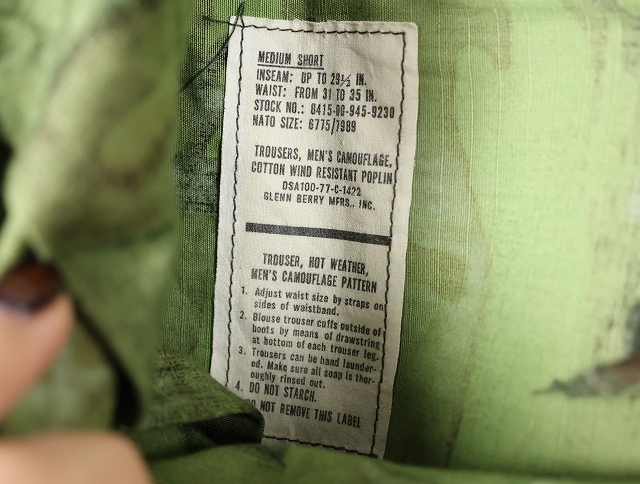 MEDIUM SHORT
INSEAM: UP TO 29½ IN.
WAIST: FROM 31 TO 35 IN.
STOCK NO.: 8415-00-945-9230
NATO SIZE: 6775/7989
TROUSERS, MEN'S CAMOUFLAGE,
COTTON WIND RESISTANT POPLIN
DSA100-77-C-1422
GLENN BERRY MFRS., INC.
TROUSER, HOT WEATHER,
MEN'S CAMOUFLAGE PATTERN
1. Adjust waist size by straps on
sides of waistband.
2. Blouse trouser cuffs outside of
boots by means of drawstring
at bottom of each trouser leg.
3. Trousers can be hand launder-
ed. Make sure all soap is thor-
oughly rinsed out.
4. DO NOT STARCH.
DO NOT REMOVE THIS LABEL